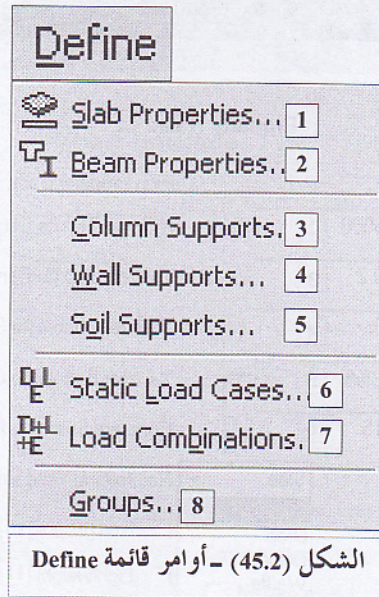 Define
Slab Properties... 1
Beam Properties.. 2
Column Supports. 3
Wall Supports... 4
Soil Supports... 5
D L E Static Load Cases... 6
D+L +E Load Combinations. 7
Groups... 8
الشكل (45.2) - أوامر قائمة Define